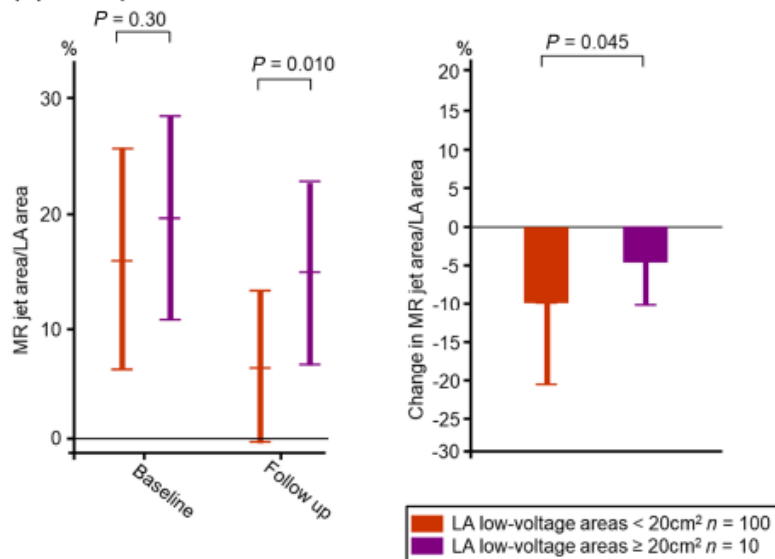 P = 0.30
%
P = 0.010
30
20
10
0
MR jet area/LA area
Baseline
Follow up
P = 0.045
%
20
15
10
5
0
-5
-10
-15
-20
-25
-30
Change in MR jet area/LA area
LA low-voltage areas < 20cm² n = 100
LA low-voltage areas ≥ 20cm² n = 10